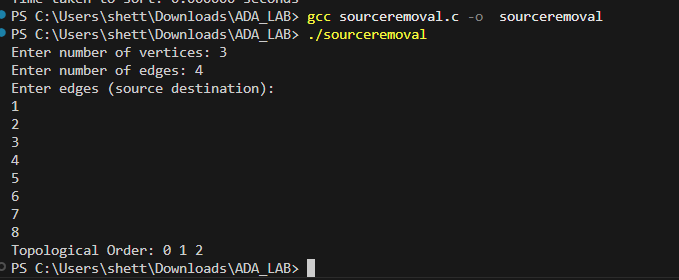 Time taken to sort: 0.000000 seconds
PS C:\Users\shett\Downloads\ADA_LAB> gcc sourceremoval.c -o  sourceremoval
PS C:\Users\shett\Downloads\ADA_LAB> ./sourceremoval
Enter number of vertices: 3
Enter number of edges: 4
Enter edges (source destination):
1
2
3
4
5
6
7
8
Topological Order: 0 1 2
PS C:\Users\shett\Downloads\ADA_LAB>